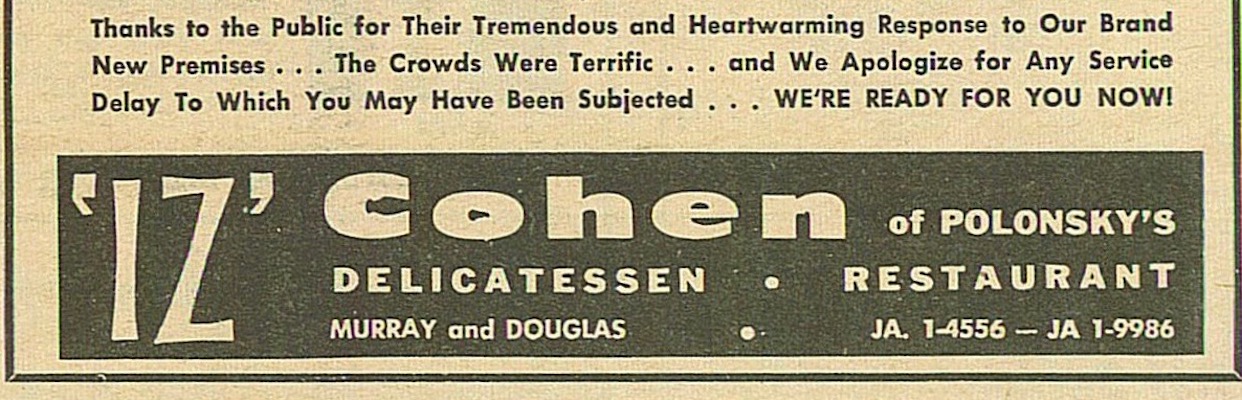 Thanks to the Public for Their Tremendous and Heartwarming Response to Our Brand
New Premises . . . The Crowds Were Terrific . . . and We Apologize for Any Service
Delay To Which You May Have Been Subjected . . . WE'RE READY FOR YOU NOW!
'IZ' Cohen of POLONSKY'S
DELICATESSEN • RESTAURANT
MURRAY and DOUGLAS • JA. 1-4556 — JA 1-9986